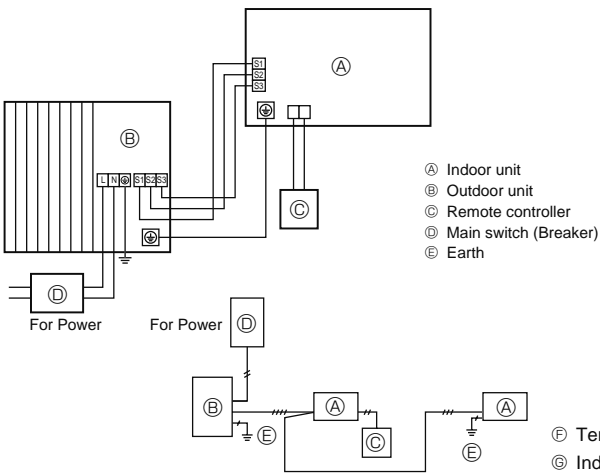 S1
S2
S3
Ⓐ
Ⓑ
L N S1 S2 S3
Ⓒ
Ⓓ
For Power
Ⓐ Indoor unit
Ⓑ Outdoor unit
Ⓒ Remote controller
Ⓓ Main switch (Breaker)
Ⓔ Earth
For Power Ⓓ
Ⓑ Ⓔ Ⓐ Ⓒ Ⓐ Ⓔ
Ⓕ
Ⓖ